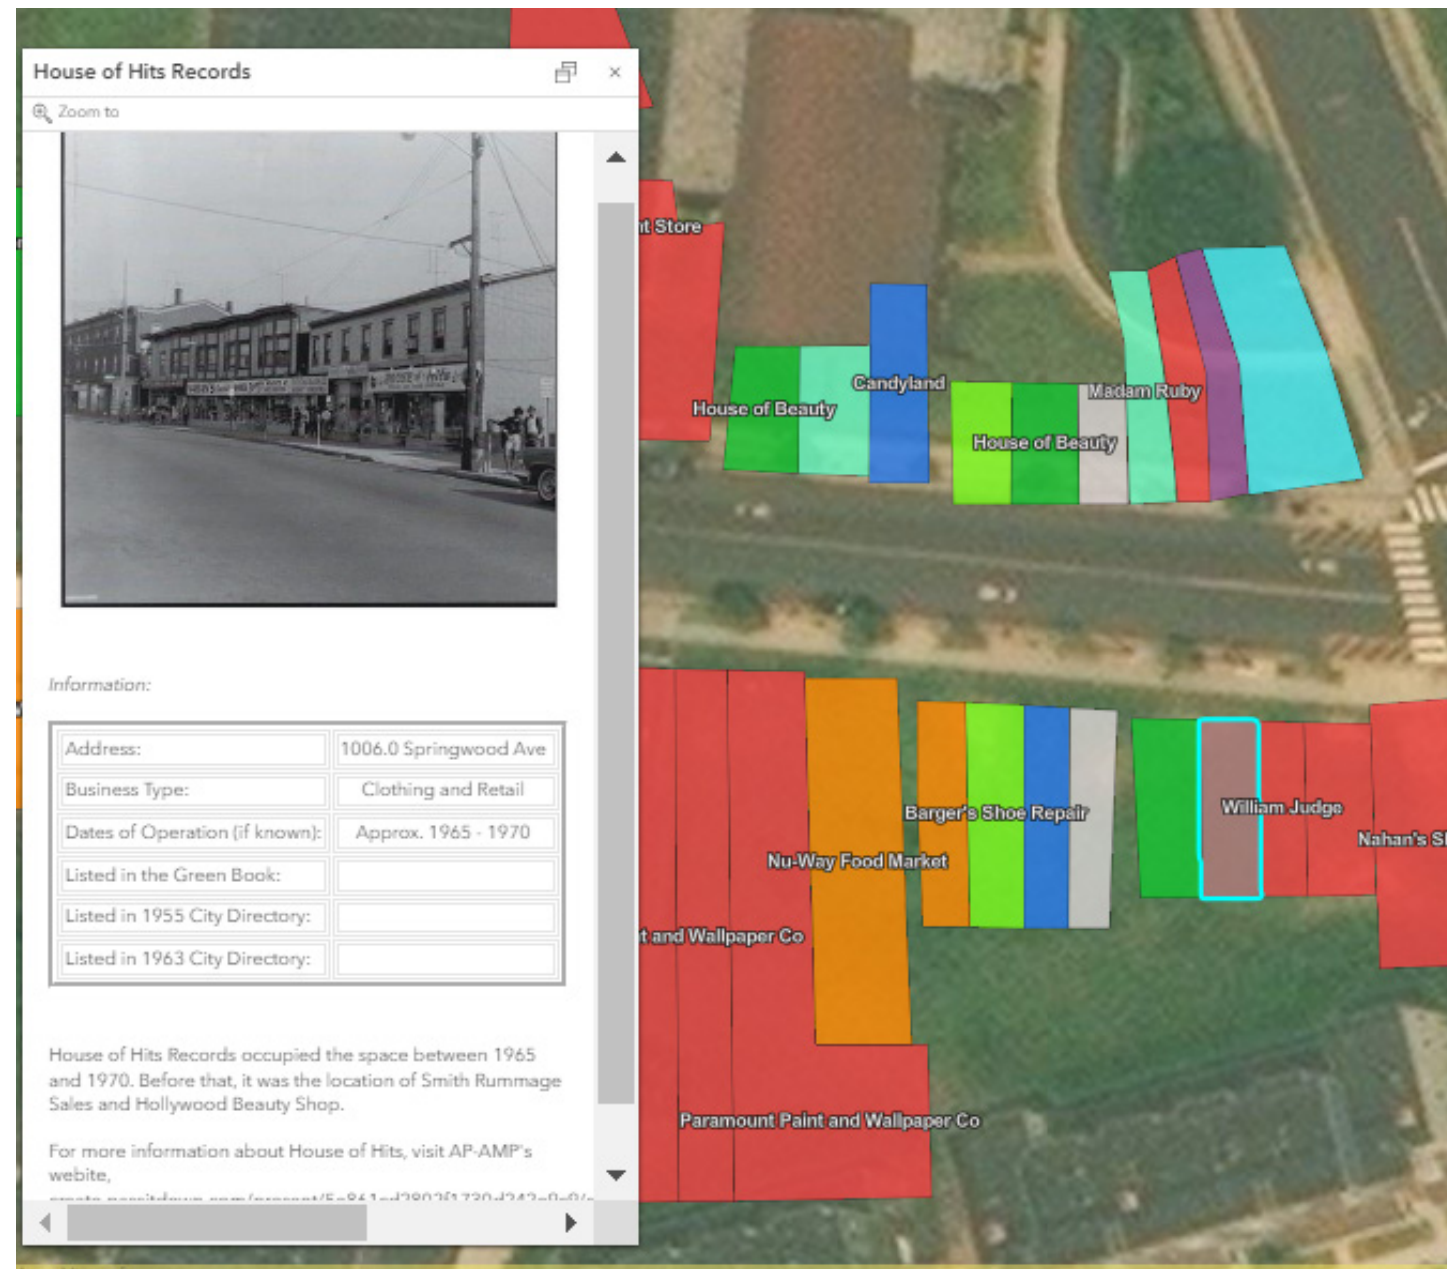 House of Hits Records
Zoom to
Information:
Address: 1006.0 Springwood Ave
Business Type: Clothing and Retail
Dates of Operation (if known): Approx. 1965 - 1970
Listed in the Green Book:
Listed in 1955 City Directory:
Listed in 1963 City Directory:
House of Hits Records occupied the space between 1965
and 1970. Before that, it was the location of Smith Rummage
Sales and Hollywood Beauty Shop.
For more information about House of Hits, visit AP-AMP's
webite,
nt Store
Candyland
House of Beauty
Madam Ruby
House of Beauty
William Judge
Barger's Shoe Repair
Nahan's S
Nu-Way Food Market
t and Wallpaper Co
Paramount Paint and Wallpaper Co